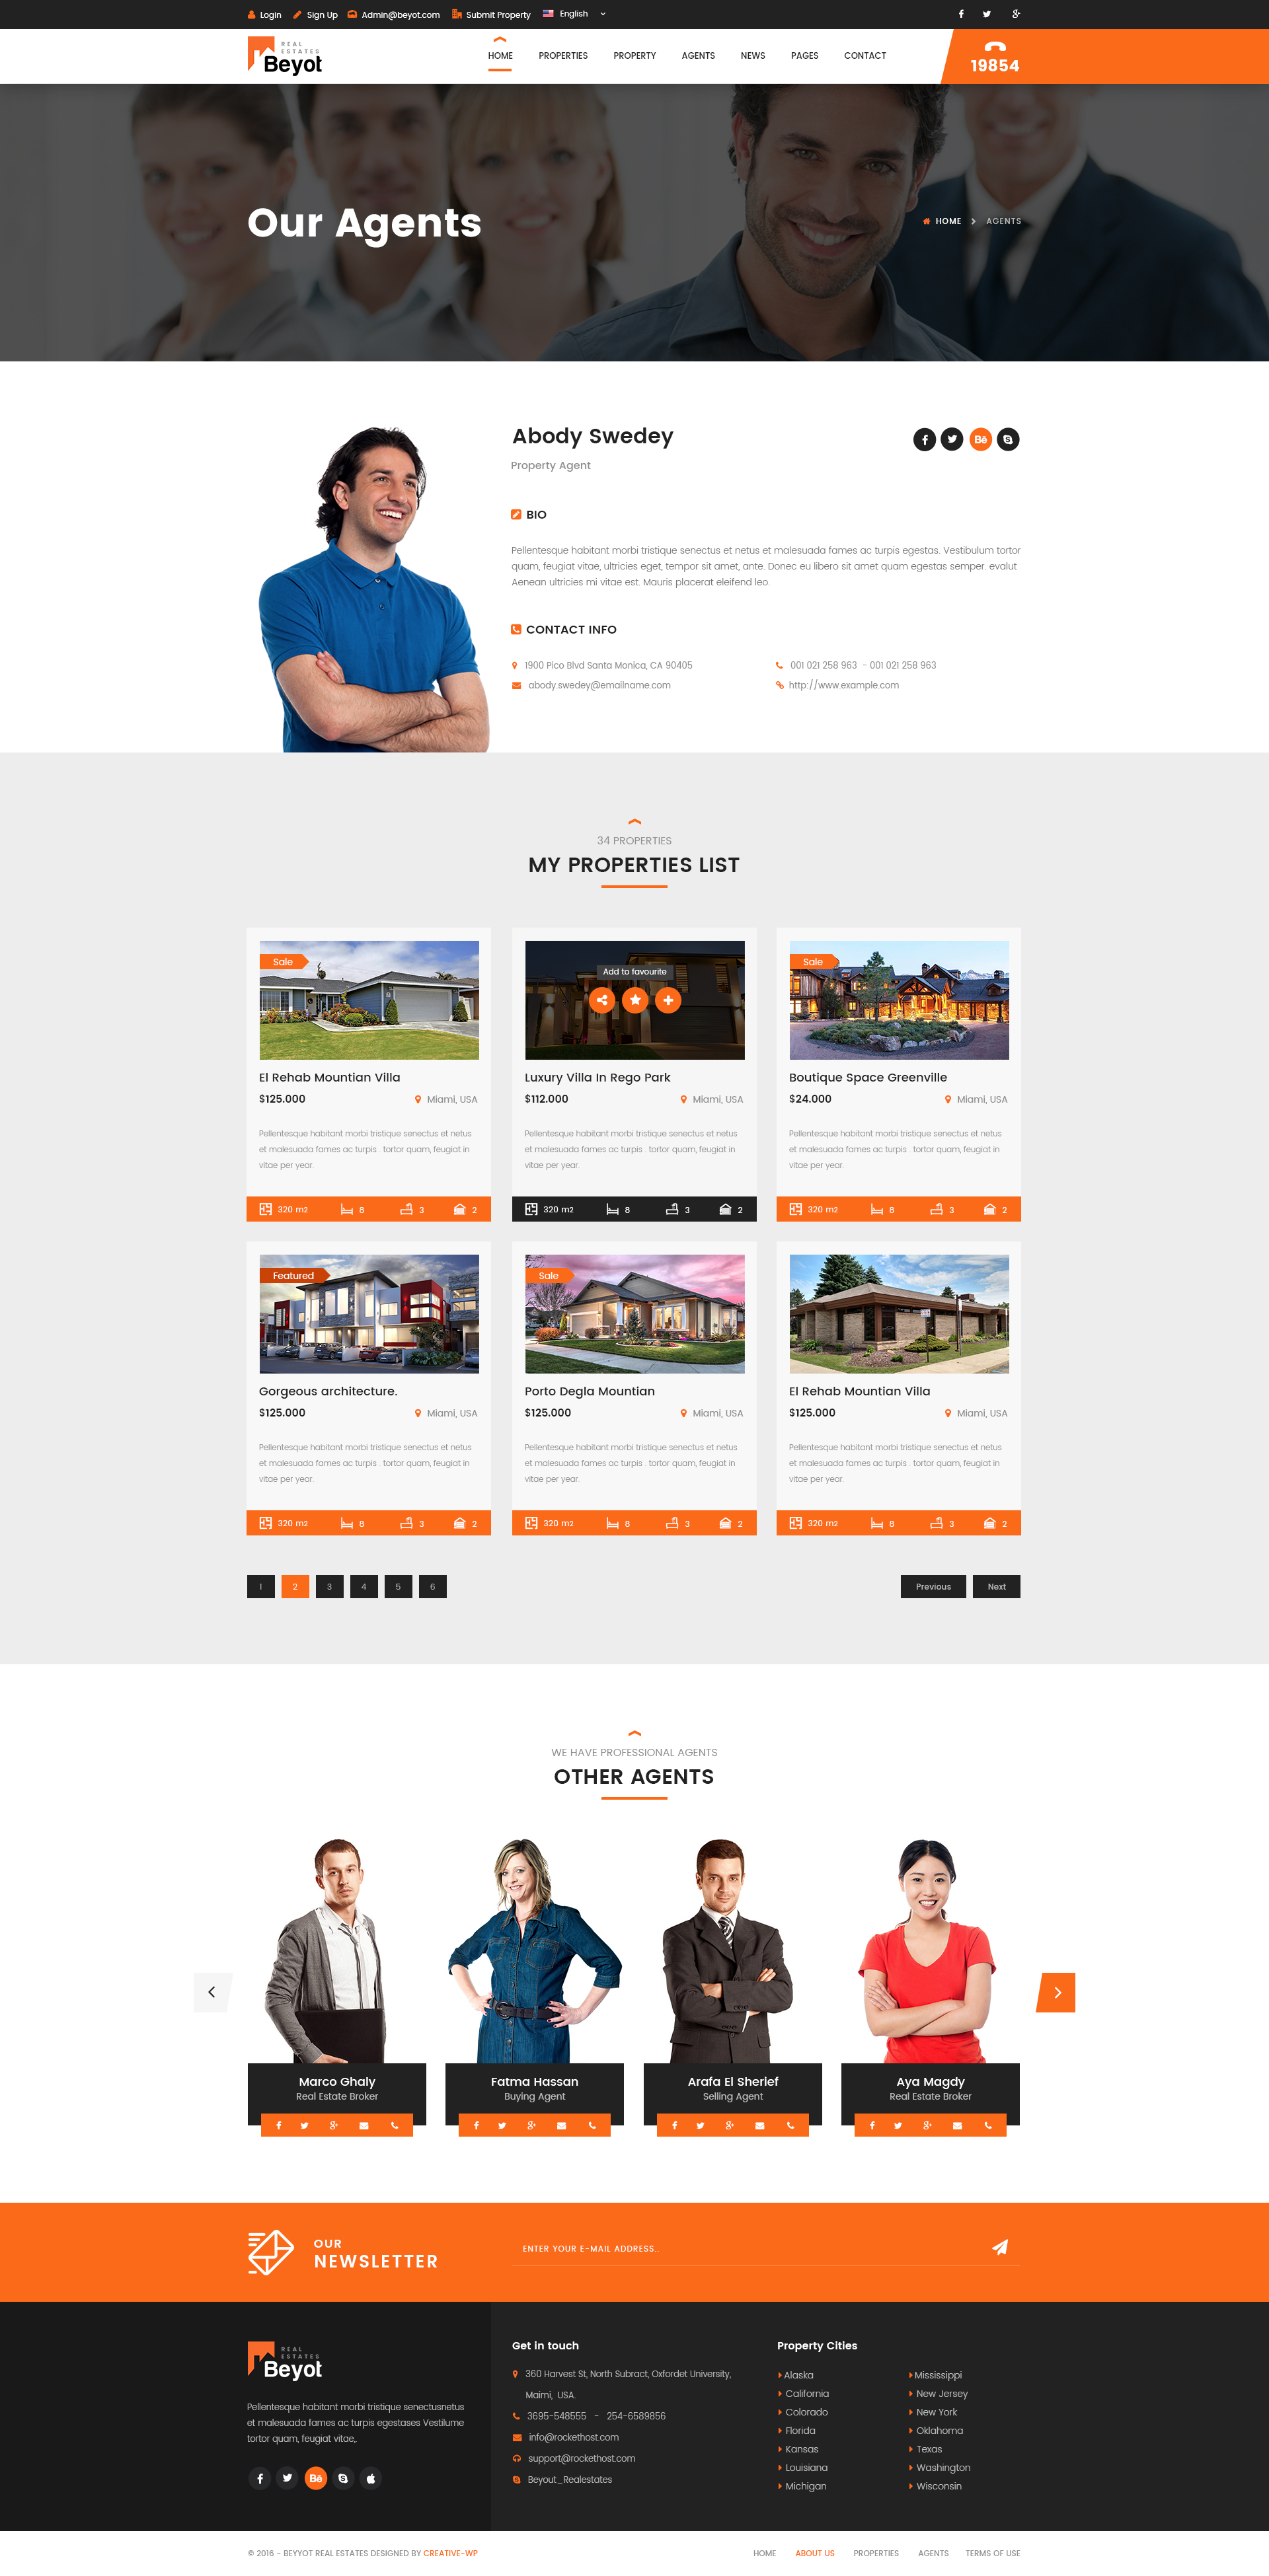 Login Sign Up Admin@beyot.com Submit Property English
REAL
ESTATES
Beyot
HOME PROPERTIES PROPERTY AGENTS NEWS PAGES CONTACT
19854
Our Agents
HOME AGENTS
Abody Swedey
Property Agent
BIO
Pellentesque habitant morbi tristique senectus et netus et malesuada fames ac turpis egestas. Vestibulum tortor
quam, feugiat vitae, ultricies eget, tempor sit amet, ante. Donec eu libero sit amet quam egestas semper. evalut
Aenean ultricies mi vitae est. Mauris placerat eleifend leo.
CONTACT INFO
1900 Pico Blvd Santa Monica, CA 90405 001 021 258 963 - 001 021 258 963
abody.swedey@emailname.com http://www.example.com
34 PROPERTIES
MY PROPERTIES LIST
Sale
El Rehab Mountian Villa
$125.000 Miami, USA
Pellentesque habitant morbi tristique senectus et netus
et malesuada fames ac turpis . tortor quam, feugiat in
vitae per year.
320 m2 8 3 2
Add to favourite
Luxury Villa In Rego Park
$112.000 Miami, USA
Pellentesque habitant morbi tristique senectus et netus
et malesuada fames ac turpis . tortor quam, feugiat in
vitae per year.
320 m2 8 3 2
Sale
Boutique Space Greenville
$24.000 Miami, USA
Pellentesque habitant morbi tristique senectus et netus
et malesuada fames ac turpis . tortor quam, feugiat in
vitae per year.
320 m2 8 3 2
Featured
Gorgeous architecture.
$125.000 Miami, USA
Pellentesque habitant morbi tristique senectus et netus
et malesuada fames ac turpis . tortor quam, feugiat in
vitae per year.
320 m2 8 3 2
Sale
Porto Degla Mountian
$125.000 Miami, USA
Pellentesque habitant morbi tristique senectus et netus
et malesuada fames ac turpis . tortor quam, feugiat in
vitae per year.
320 m2 8 3 2
El Rehab Mountian Villa
$125.000 Miami, USA
Pellentesque habitant morbi tristique senectus et netus
et malesuada fames ac turpis . tortor quam, feugiat in
vitae per year.
320 m2 8 3 2
1 2 3 4 5 6 Previous Next
WE HAVE PROFESSIONAL AGENTS
OTHER AGENTS
Marco Ghaly
Real Estate Broker
Fatma Hassan
Buying Agent
Arafa El Sherief
Selling Agent
Aya Magdy
Real Estate Broker
OUR
NEWSLETTER
ENTER YOUR E-MAIL ADDRESS..
REAL
ESTATES
Beyot
Pellentesque habitant morbi tristique senectusnetus
et malesuada fames ac turpis egestases Vestilume
tortor quam, feugiat vitae,.
Get in touch
360 Harvest St, North Subract, Oxfordet University,
Maimi, USA.
3695-548555 - 254-6589856
info@rockethost.com
support@rockethost.com
Beyout_Realestates
Property Cities
Alaska
California
Colorado
Florida
Kansas
Louisiana
Michigan
Mississippi
New Jersey
New York
Oklahoma
Texas
Washington
Wisconsin
© 2016 - BEYYOT REAL ESTATES DESIGNED BY CREATIVE-WP
HOME ABOUT US PROPERTIES AGENTS TERMS OF USE